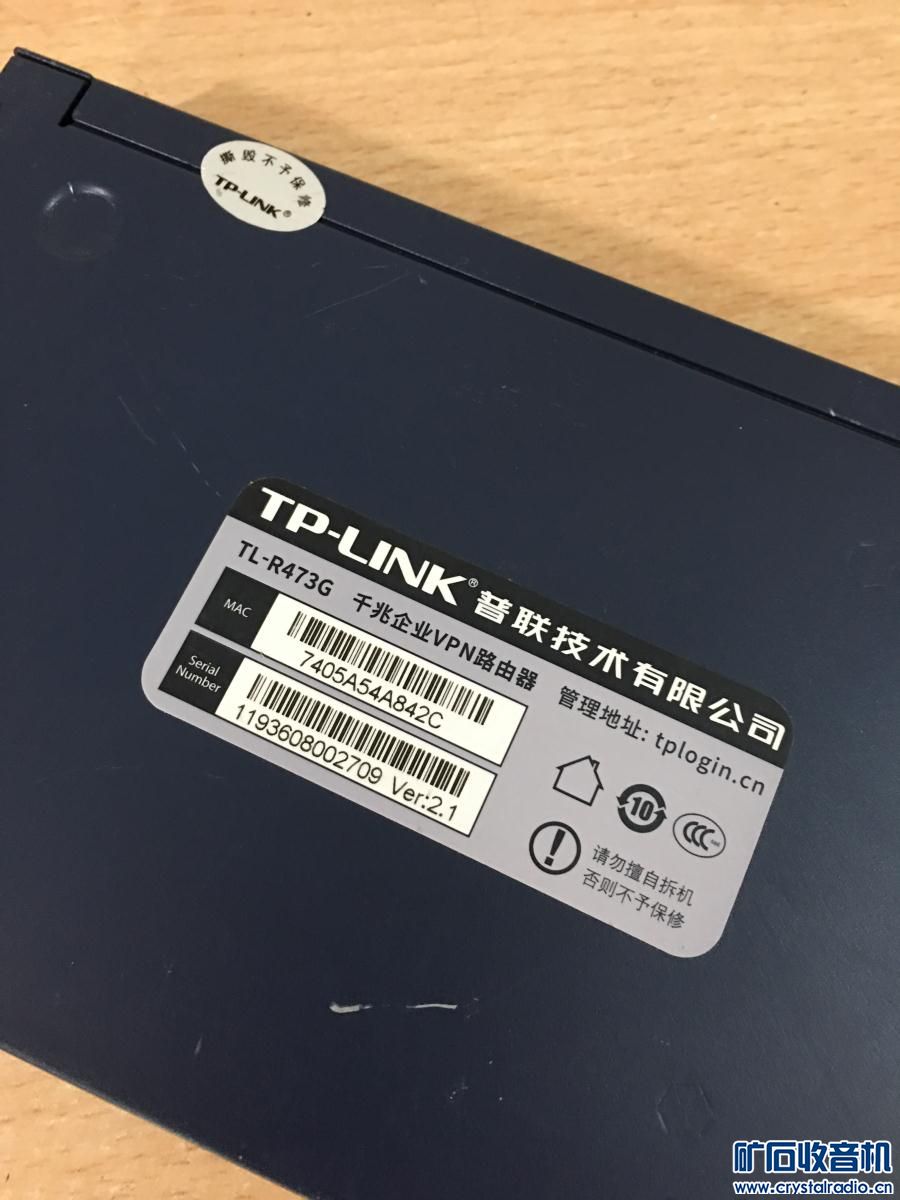 撕毁不予保修
TP-LINK®
TP-LINK® 普联技术有限公司
TL-R473G 千兆企业VPN路由器 管理地址: tplogin.cn
MAC
7405A54A842C
Serial Number
1193608002709 Ver:2.1
10
CCC
请勿擅自拆机
否则不予保修
矿石收音机
www.crystalradio.cn